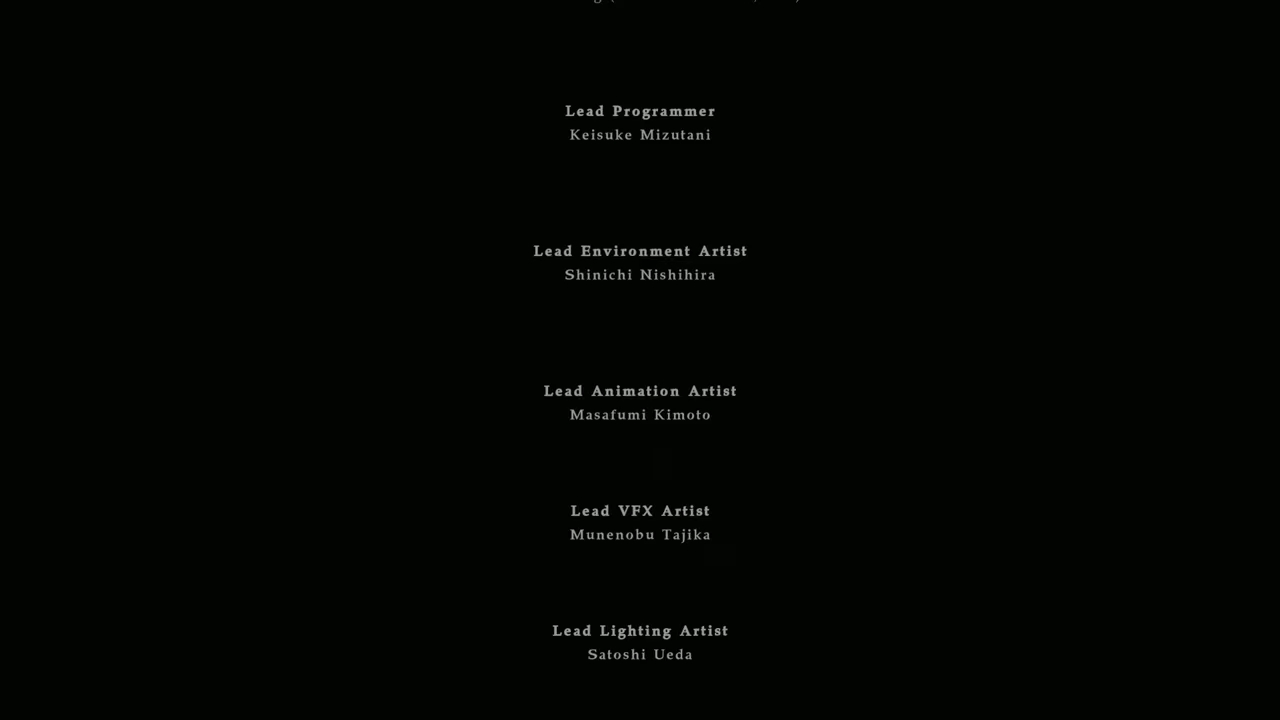 Lead Programmer
Keisuke Mizutani
Lead Environment Artist
Shinichi Nishihira
Lead Animation Artist
Masafumi Kimoto
Lead VFX Artist
Munenobu Tajika
Lead Lighting Artist
Satoshi Ueda